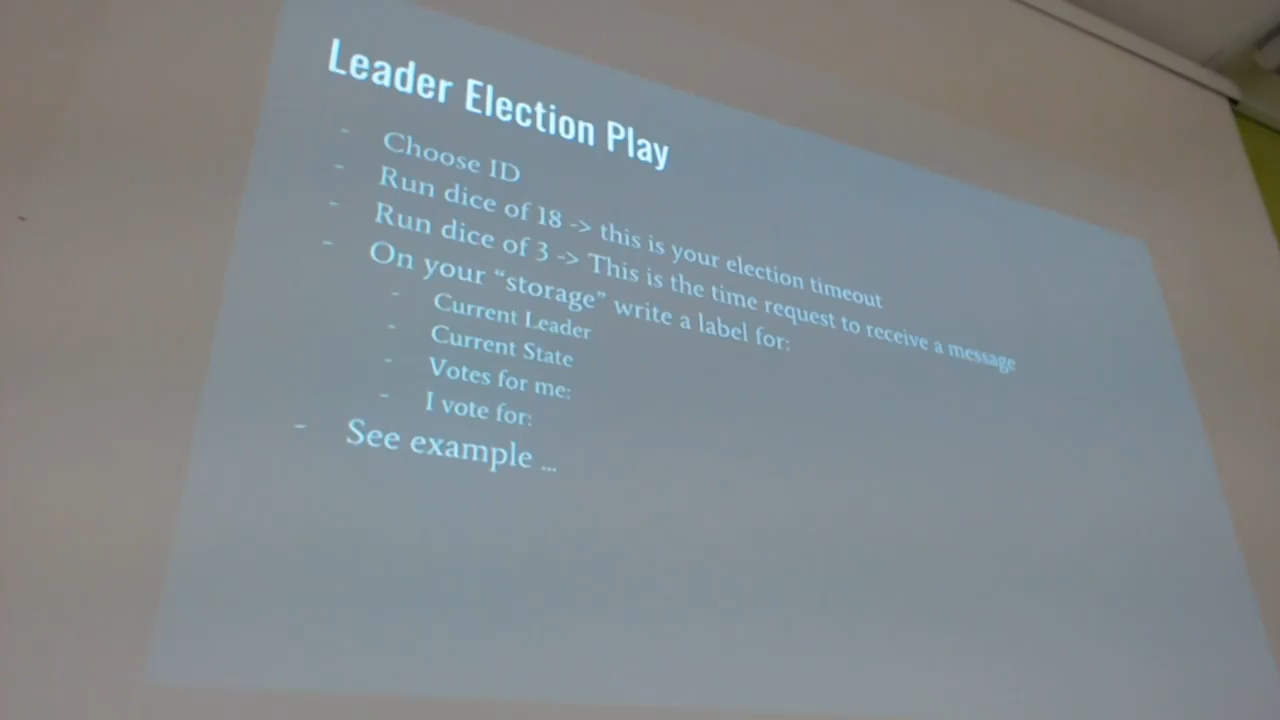 Leader Election Play
- Choose ID
- Run dice of 18 -> this is your election timeout
- Run dice of 3 -> This is the time request to receive a message
- On your “storage” write a label for:
- Current Leader
- Current State
- Votes for me:
- I vote for:
- See example ...